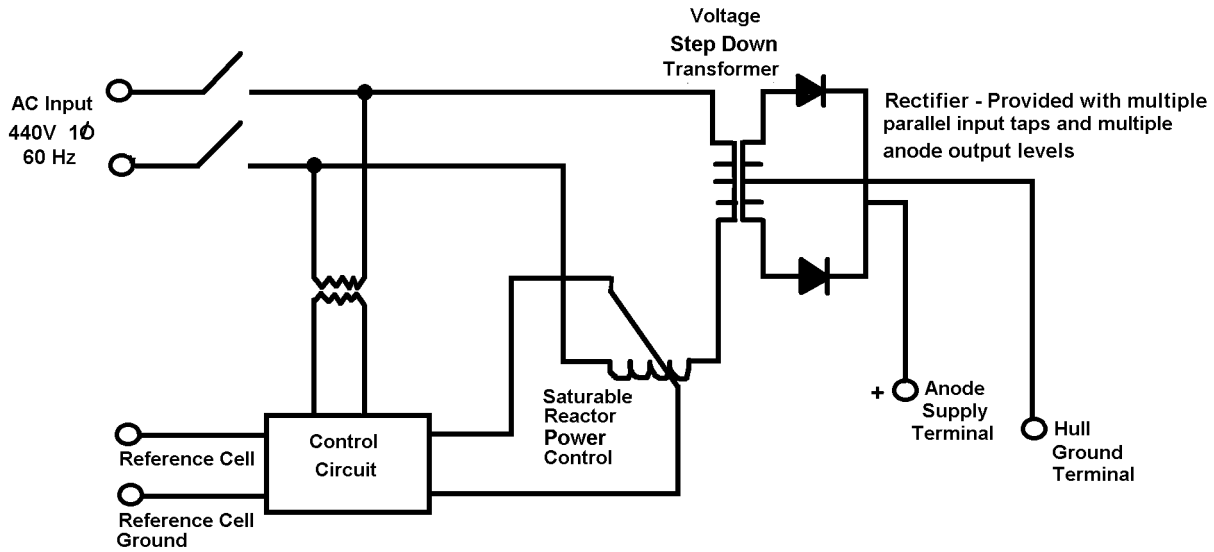 Voltage
Step Down
Transformer
AC Input
440V 1Ø
60 Hz
Rectifier - Provided with multiple
parallel input taps and multiple
anode output levels
Saturable
Reactor
Power
Control
+ Anode
Supply
Terminal
Hull
Ground
Terminal
Control
Circuit
Reference Cell
Reference Cell
Ground